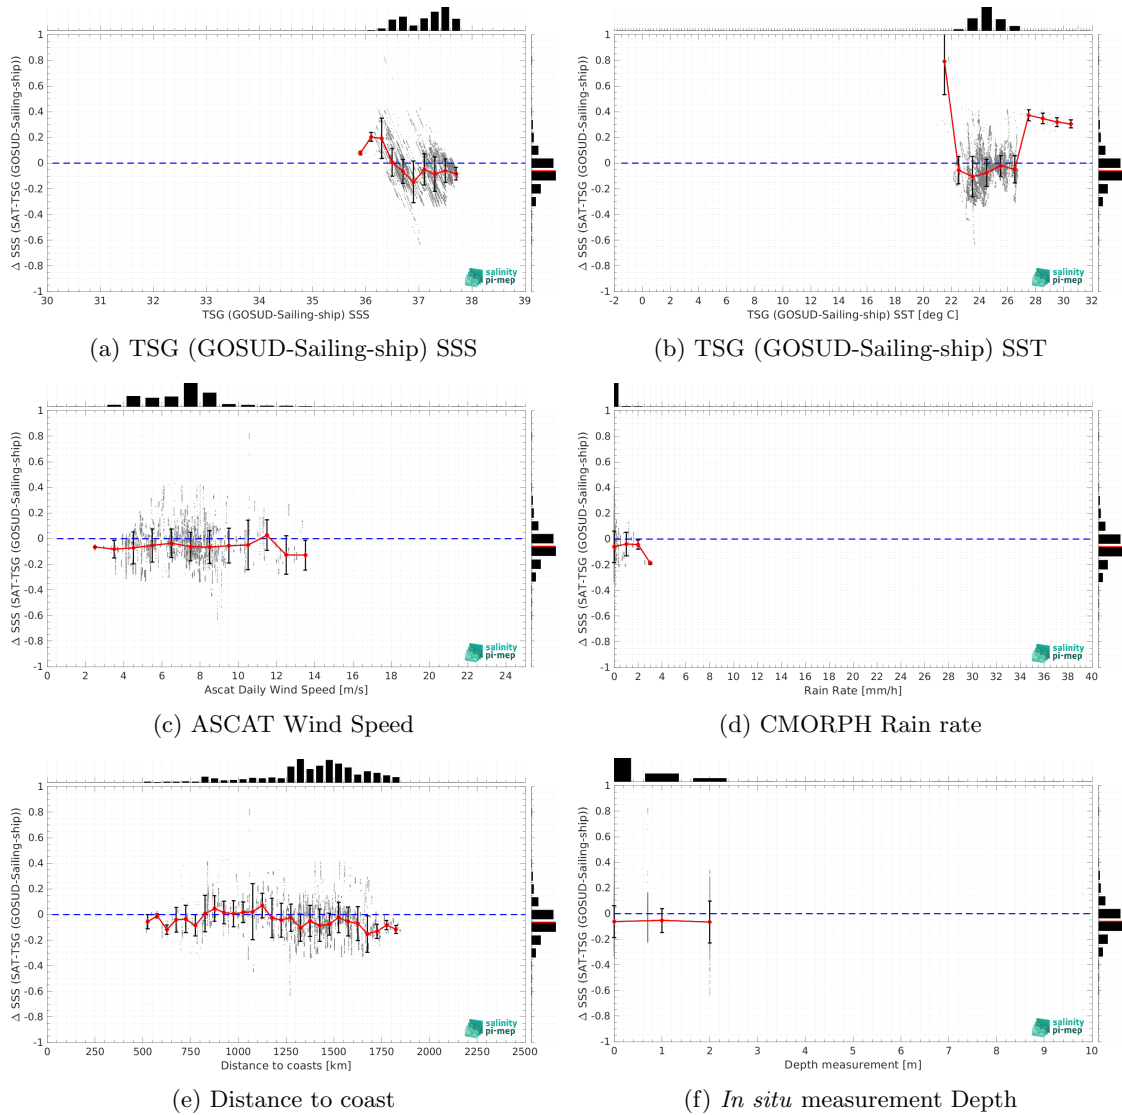 1
0.8
0.6
0.4
0.2
0
-0.2
-0.4
-0.6
-0.8
-1
Δ SSS (SAT-TSG (GOSUD-Sailing-ship))
30 31 32 33 34 35 36 37 38 39
TSG (GOSUD-Sailing-ship) SSS
salinity
pi-mep
(a) TSG (GOSUD-Sailing-ship) SSS
1
0.8
0.6
0.4
0.2
0
-0.2
-0.4
-0.6
-0.8
-1
Δ SSS (SAT-TSG (GOSUD-Sailing-ship))
-2 0 2 4 6 8 10 12 14 16 18 20 22 24 26 28 30 32
TSG (GOSUD-Sailing-ship) SST [deg C]
salinity
pi-mep
(b) TSG (GOSUD-Sailing-ship) SST
1
0.8
0.6
0.4
0.2
0
-0.2
-0.4
-0.6
-0.8
-1
Δ SSS (SAT-TSG (GOSUD-Sailing-ship))
0 2 4 6 8 10 12 14 16 18 20 22 24
Ascat Daily Wind Speed [m/s]
salinity
pi-mep
(c) ASCAT Wind Speed
1
0.8
0.6
0.4
0.2
0
-0.2
-0.4
-0.6
-0.8
-1
Δ SSS (SAT-TSG (GOSUD-Sailing-ship))
0 2 4 6 8 10 12 14 16 18 20 22 24 26 28 30 32 34 36 38 40
Rain Rate [mm/h]
salinity
pi-mep
(d) CMORPH Rain rate
1
0.8
0.6
0.4
0.2
0
-0.2
-0.4
-0.6
-0.8
-1
Δ SSS (SAT-TSG (GOSUD-Sailing-ship))
0 250 500 750 1000 1250 1500 1750 2000 2250 2500
Distance to coasts [km]
salinity
pi-mep
(e) Distance to coast
1
0.8
0.6
0.4
0.2
0
-0.2
-0.4
-0.6
-0.8
-1
Δ SSS (SAT-TSG (GOSUD-Sailing-ship))
0 1 2 3 4 5 6 7 8 9 10
Depth measurement [m]
salinity
pi-mep
(f) In situ measurement Depth